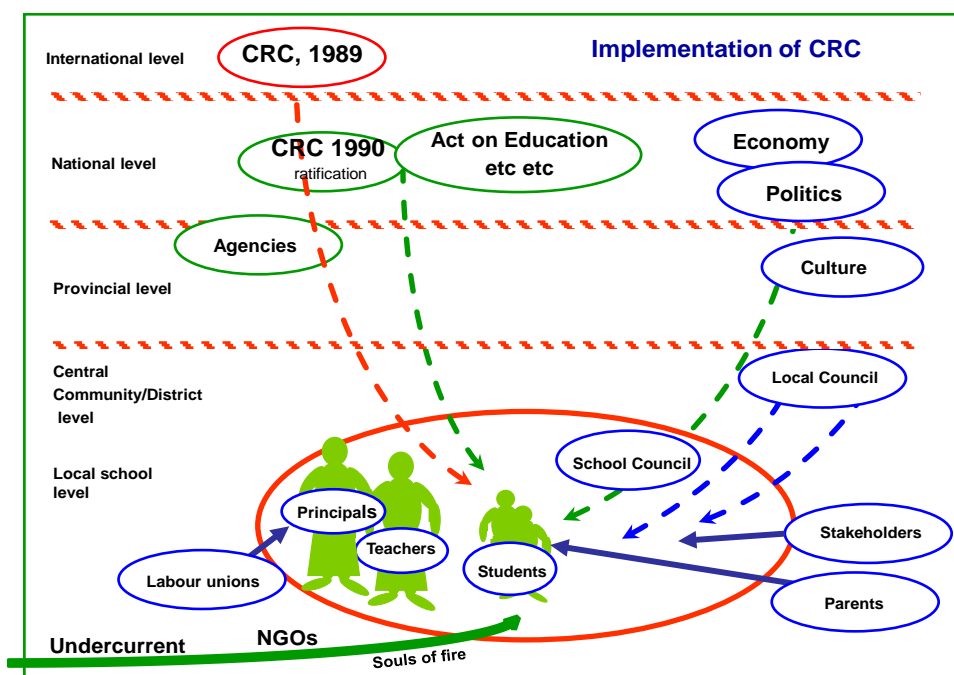 International level
CRC, 1989
Implementation of CRC
National level
CRC 1990
ratification
Act on Education
etc etc
Economy
Politics
Agencies
Culture
Provincial level
Central
Community/District
level
Local Council
Local school
level
School Council
Principals
Teachers
Students
Stakeholders
Labour unions
Parents
Undercurrent
NGOs
Souls of fire